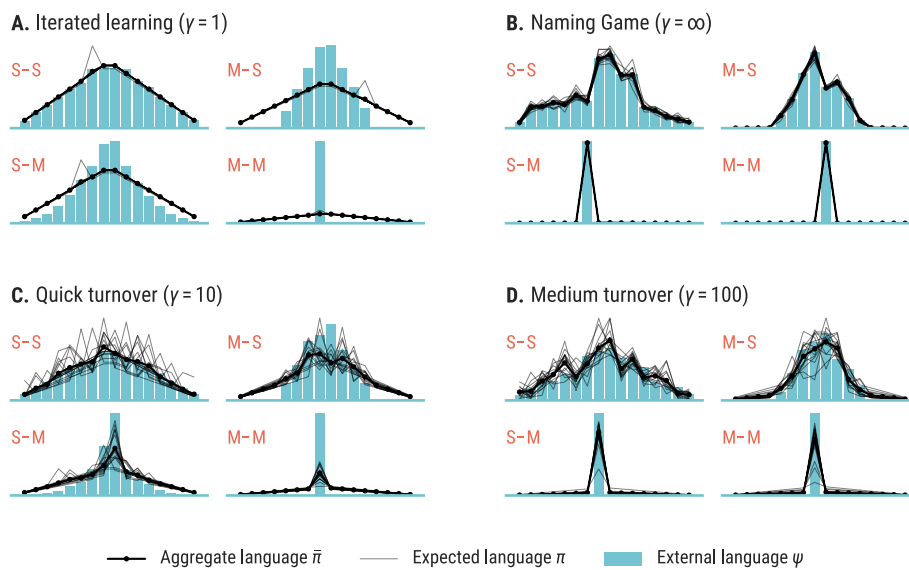 A. Iterated learning (γ = 1)
B. Naming Game (γ = ∞)
S–S
M–S
S–S
M–S
S–M
M–M
S–M
M–M
C. Quick turnover (γ = 10)
D. Medium turnover (γ = 100)
S–S
M–S
S–S
M–S
S–M
M–M
S–M
M–M
Aggregate language π̄
Expected language π
External language ψ